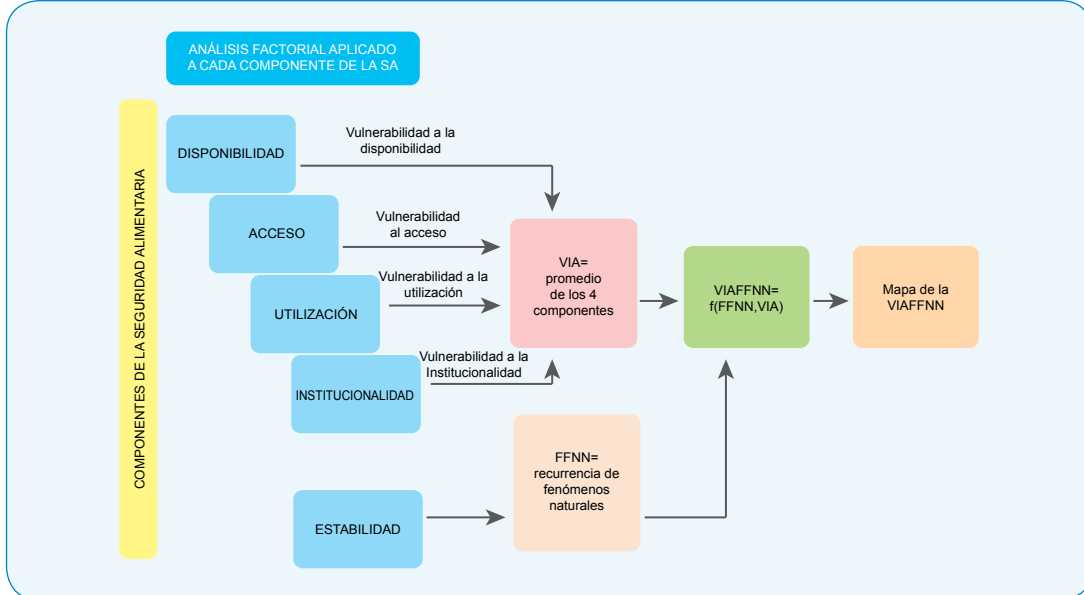 ANÁLISIS FACTORIAL APLICADO
A CADA COMPONENTE DE LA SA
COMPONENTES DE LA SEGURIDAD ALIMENTARIA
DISPONIBILIDAD
Vulnerabilidad a la
disponibilidad
ACCESO
Vulnerabilidad
al acceso
UTILIZACIÓN
Vulnerabilidad a la
utilización
INSTITUCIONALIDAD
Vulnerabilidad a la
Institucionalidad
VIA=
promedio
de los 4
componentes
VIAFFNN=
f(FFNN,VIA)
Mapa de la
VIAFFNN
ESTABILIDAD
FFNN=
recurrencia de
fenómenos
naturales